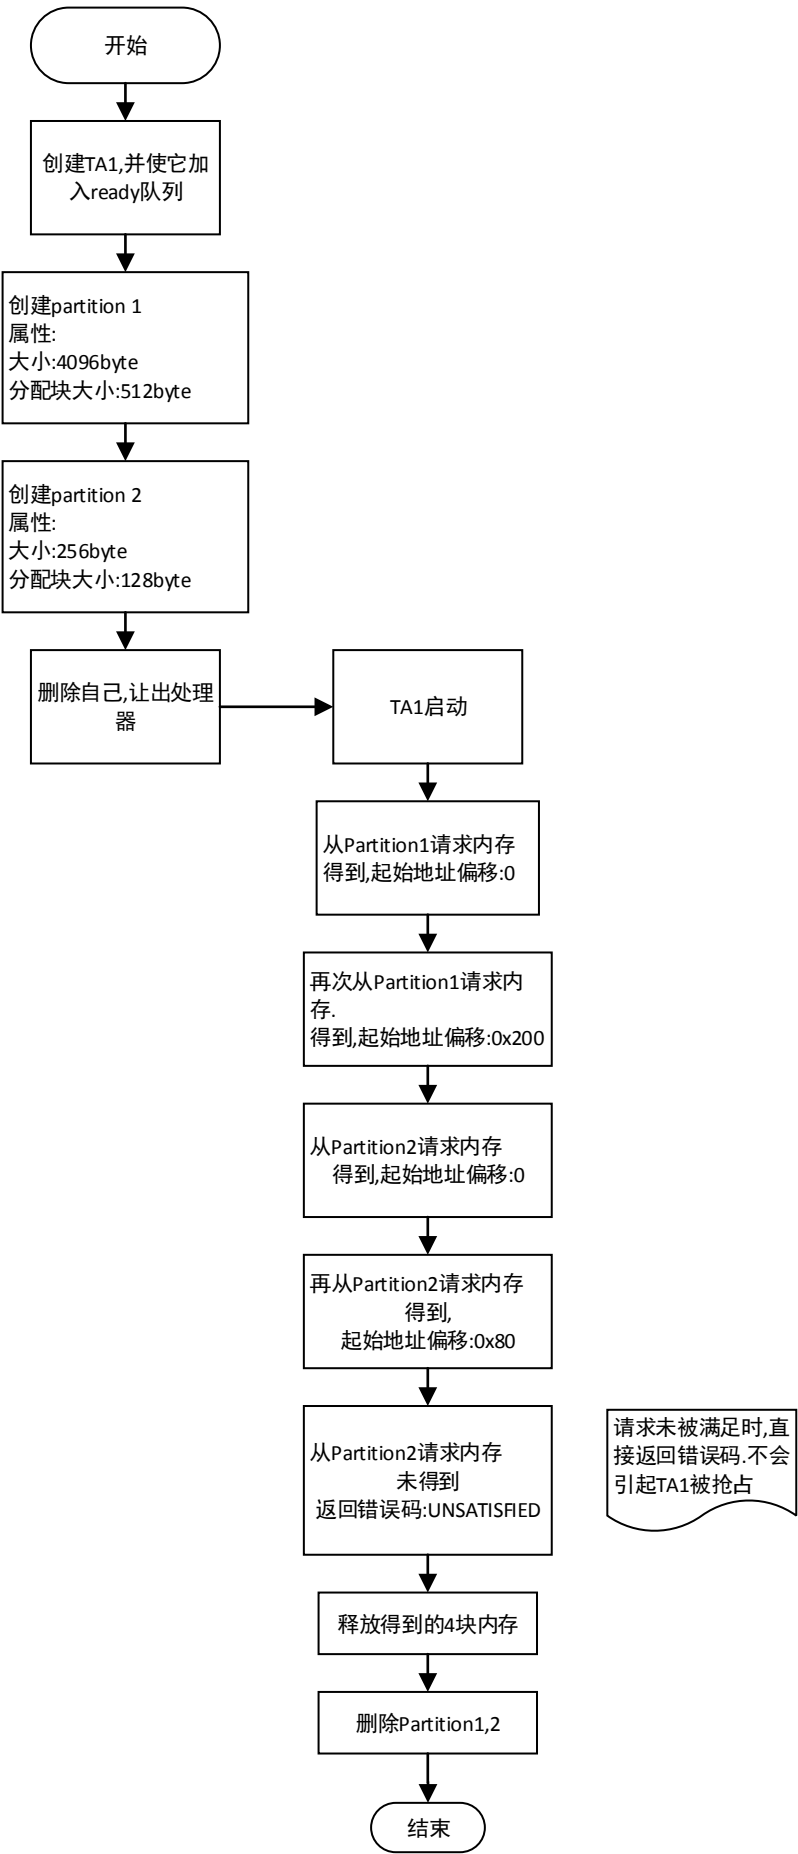 开始
创建TA1,并使它加
入ready队列
创建partition 1
属性:
大小:4096byte
分配块大小:512byte
创建partition 2
属性:
大小:256byte
分配块大小:128byte
删除自己,让出处理
器
TA1启动
从Partition1请求内存
得到,起始地址偏移:0
再次从Partition1请求内
存.
得到,起始地址偏移:0x200
从Partition2请求内存
得到,起始地址偏移:0
再从Partition2请求内存
得到,
起始地址偏移:0x80
从Partition2请求内存
未得到
返回错误码:UNSATISFIED
请求未被满足时,直
接返回错误码.不会
引起TA1被抢占
释放得到的4块内存
删除Partition1,2
结束